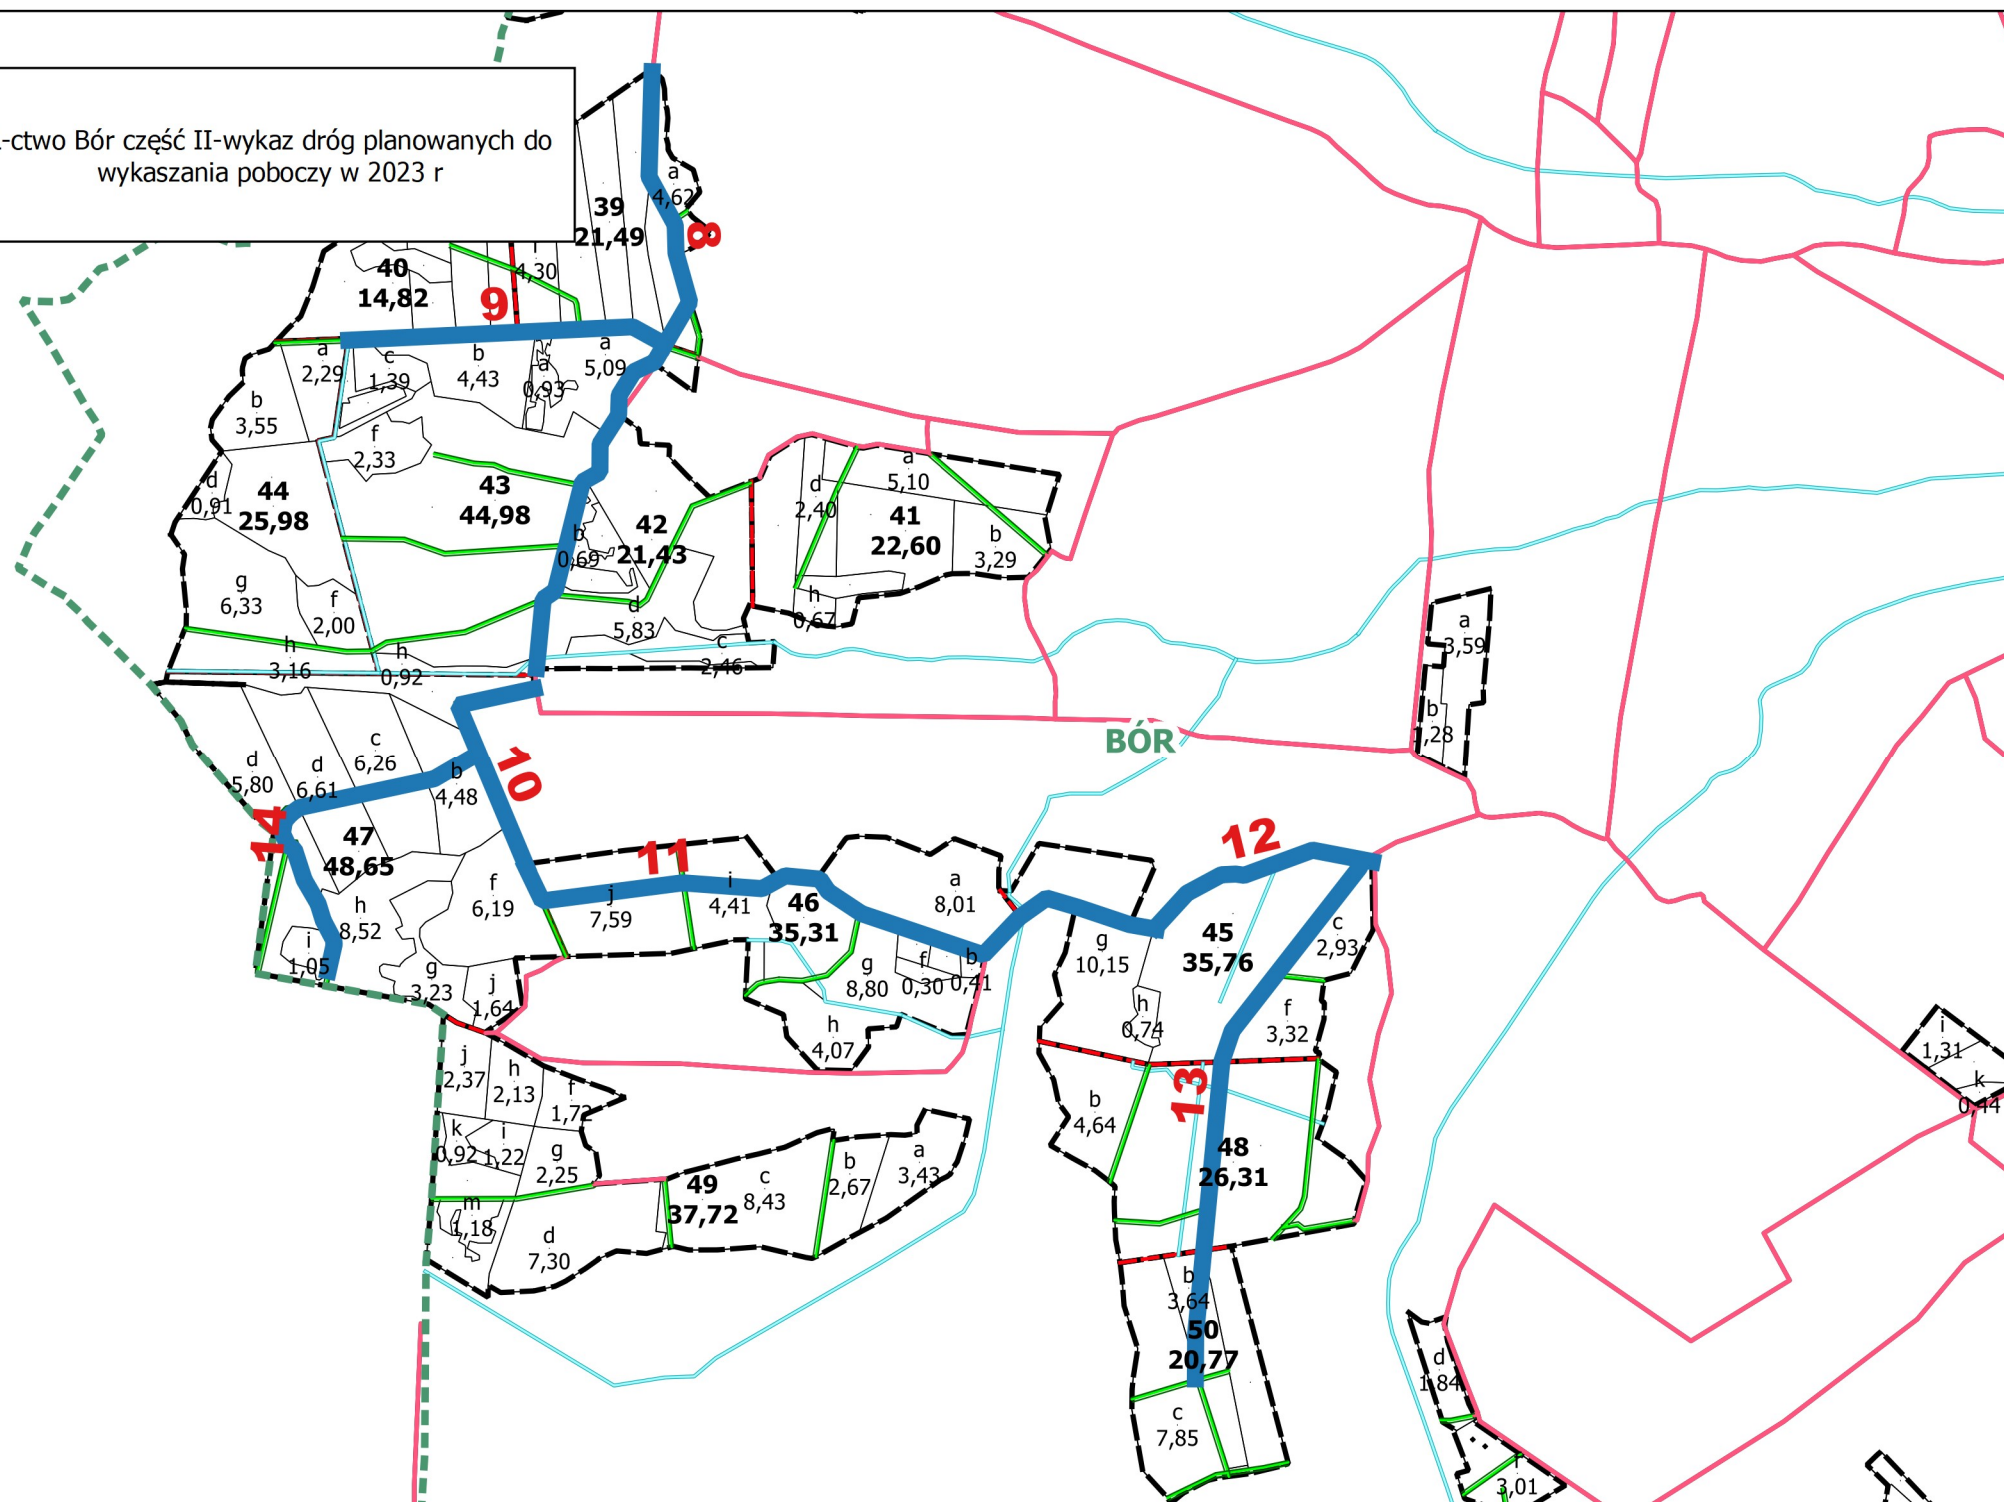 -ctwo Bór część II-wykaz dróg planowanych do
wykaszania poboczy w 2023 r
a
4,62
39
21,49
8
40
14,82
4,30
9
a
2,29
c
1,39
b
4,43
a
0,93
a
5,09
b
3,55
f
2,33
d
0,91
44
25,98
43
44,98
42
21,43
b
0,69
d
2,40
a
5,10
41
22,60
b
3,29
h
0,67
g
6,33
f
2,00
d
5,83
h
3,16
h
0,92
c
2,46
a
3,59
b
,28
BÓR
d
5,80
d
6,61
c
6,26
b
4,48
10
14
47
48,65
11
12
f
6,19
j
7,59
i
4,41
46
35,31
a
8,01
h
8,52
i
1,05
g
3,23
j
1,64
g
8,80
f
0,30
b
0,41
h
4,07
g
10,15
45
35,76
c
2,93
h
0,74
f
3,32
i
1,31
k
0,44
j
2,37
h
2,13
f
1,72
13
b
4,64
k
0,92
i
1,22
g
2,25
48
26,31
m
1,18
d
7,30
49
37,72
c
8,43
b
2,67
a
3,43
b
3,64
50
20,77
c
7,85
d
1,84
3,01